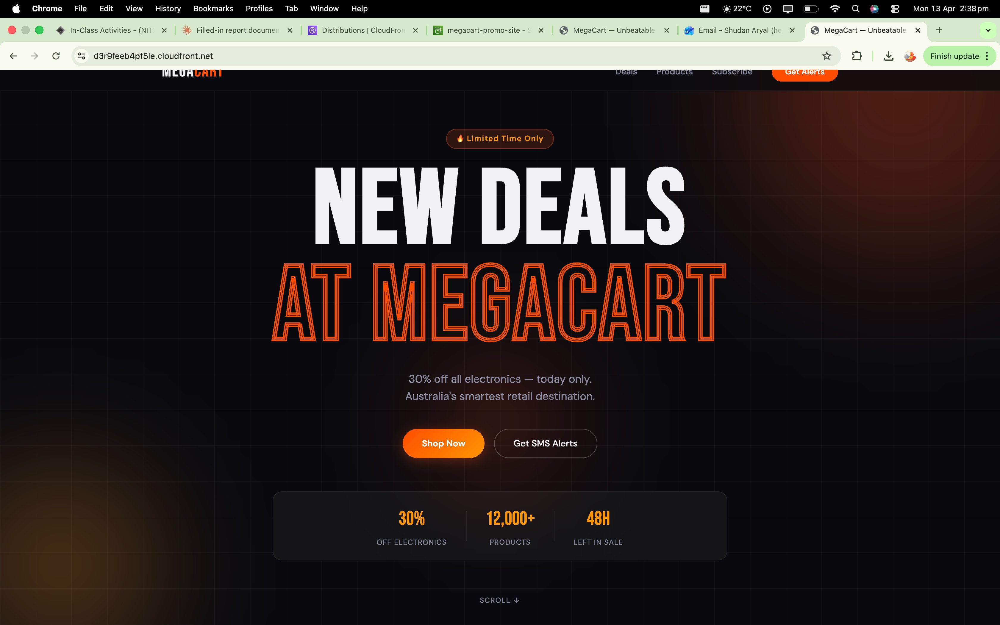 Chrome File Edit View History Bookmarks Profiles Tab Window Help 22°C Mon 13 Apr 2:38 pm
In-Class Activities - (NIT Filled-in report documen Distributions | CloudFron megacart-promo-site - S MegaCart — Unbeatable Email - Shudan Aryal (he MegaCart — Unbeatable
d3r9feeb4pf5le.cloudfront.net Finish update
MEGACART Deals Products Subscribe Get Alerts
🔥 Limited Time Only
NEW DEALS
AT MEGACART
30% off all electronics — today only.
Australia's smartest retail destination.
Shop Now Get SMS Alerts
30% 12,000+ 48H
OFF ELECTRONICS PRODUCTS LEFT IN SALE
SCROLL ↓